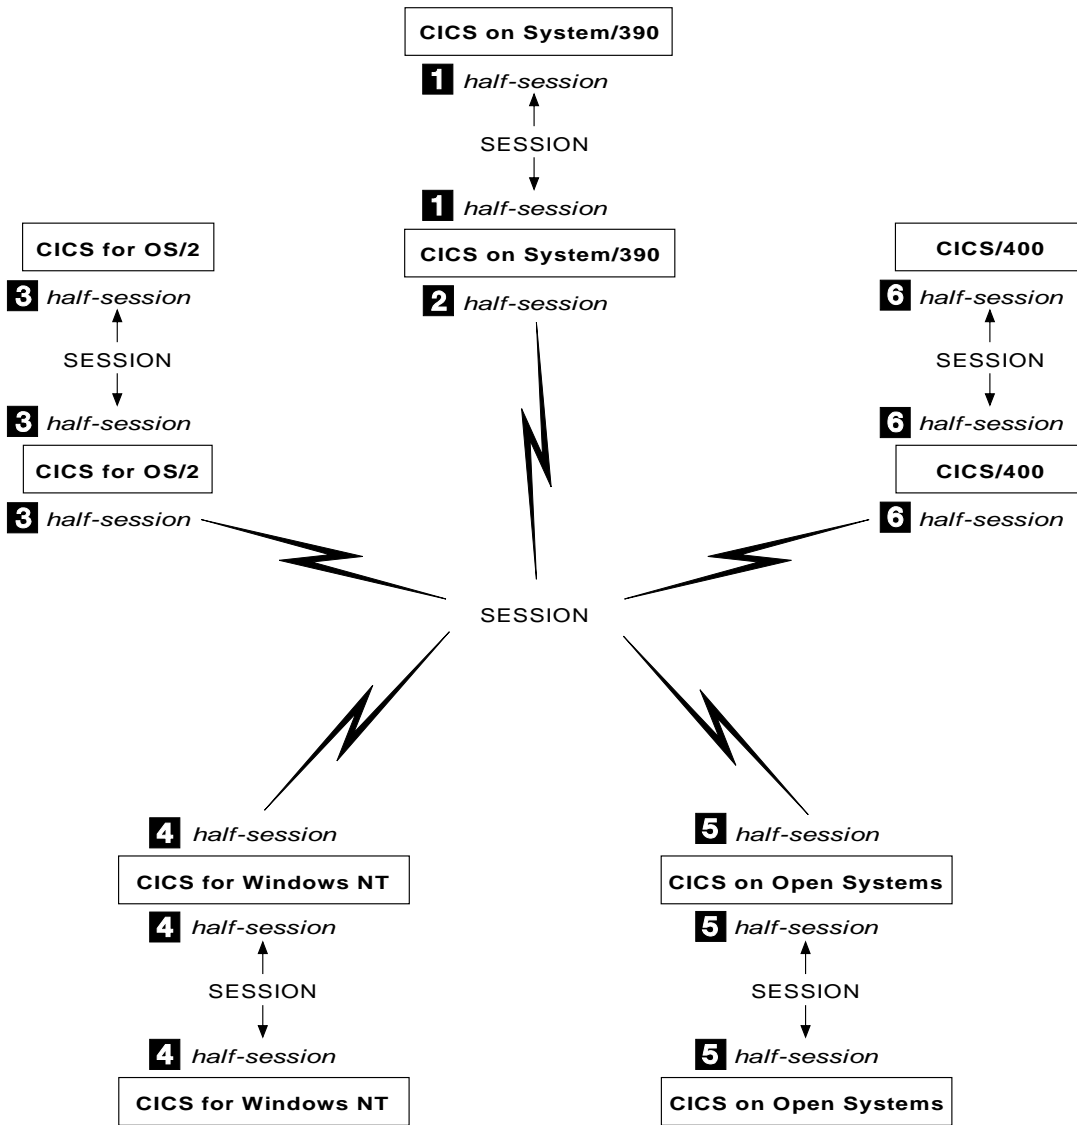 CICS on System/390
1 half-session
SESSION
1 half-session
CICS on System/390
2 half-session
CICS for OS/2
3 half-session
SESSION
3 half-session
CICS for OS/2
3 half-session
CICS/400
6 half-session
SESSION
6 half-session
CICS/400
6 half-session
SESSION
4 half-session
CICS for Windows NT
4 half-session
SESSION
4 half-session
CICS for Windows NT
5 half-session
CICS on Open Systems
5 half-session
SESSION
5 half-session
CICS on Open Systems